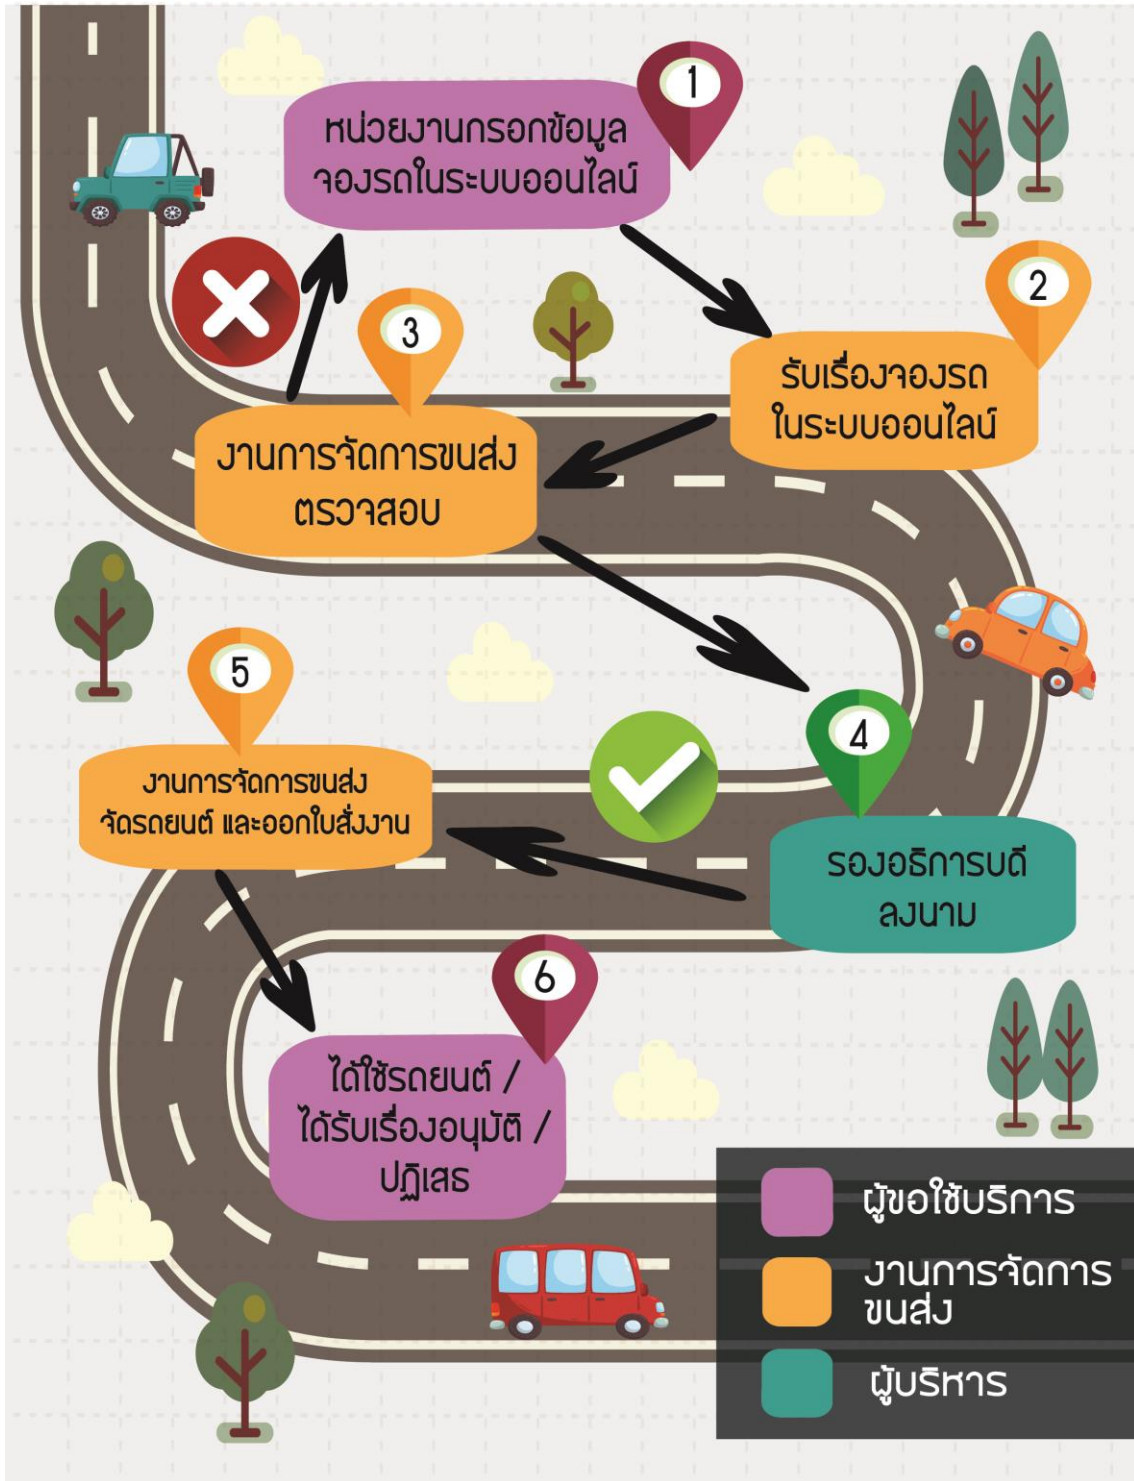 1
หน่วยงานกรอกข้อมูล
จองรถในระบบออนไลน์
2
รับเรื่องจองรถ
ในระบบออนไลน์
3
งานการจัดการขนส่ง
ตรวจสอบ
4
รองอธิการบดี
ลงนาม
5
งานการจัดการขนส่ง
จัดรถยนต์ และออกใบสั่งงาน
6
ได้ใช้รถยนต์ /
ได้รับเรื่องอนุมัติ /
ปฏิเสธ
ผู้ขอใช้บริการ
งานการจัดการ
ขนส่ง
ผู้บริหาร